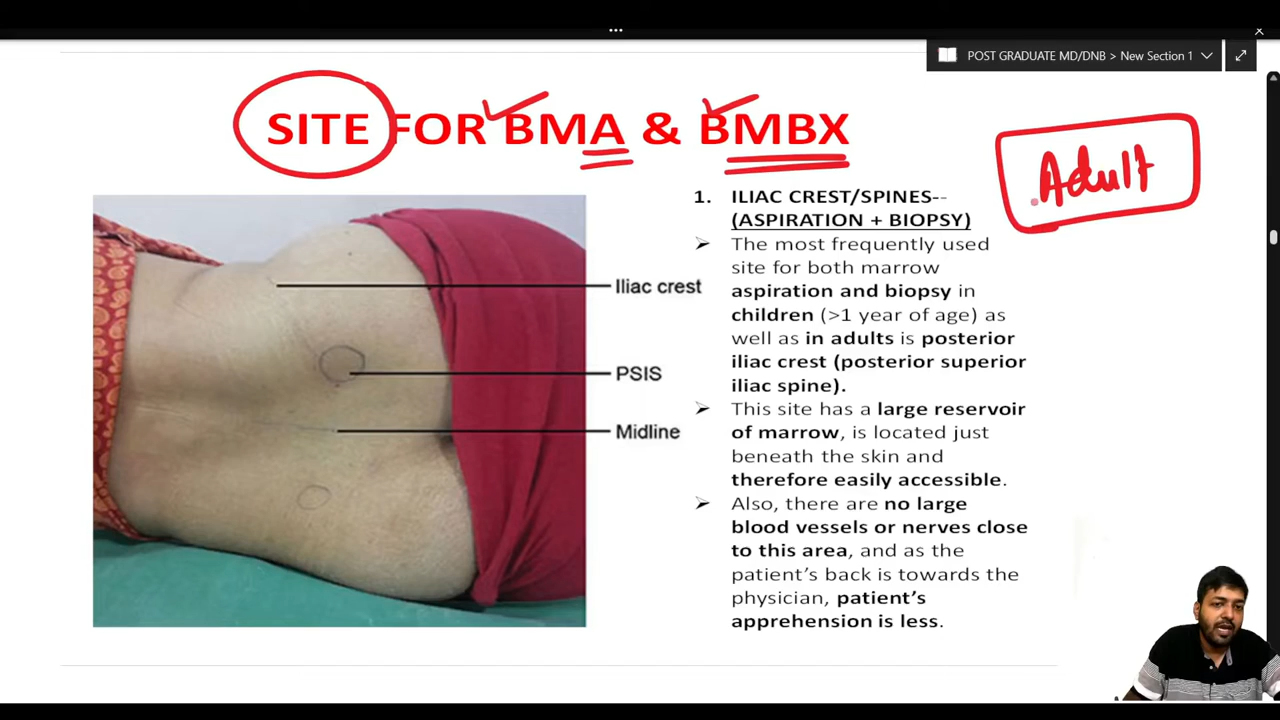 POST GRADUATE MD/DNB > New Section 1
SITE FOR BMA & BMBX
Adult
1. ILIAC CREST/SPINES--
(ASPIRATION + BIOPSY)
➢ The most frequently used
site for both marrow
aspiration and biopsy in
children (>1 year of age) as
well as in adults is posterior
iliac crest (posterior superior
iliac spine).
➢ This site has a large reservoir
of marrow, is located just
beneath the skin and
therefore easily accessible.
➢ Also, there are no large
blood vessels or nerves close
to this area, and as the
patient's back is towards the
physician, patient's
apprehension is less.
Iliac crest
PSIS
Midline